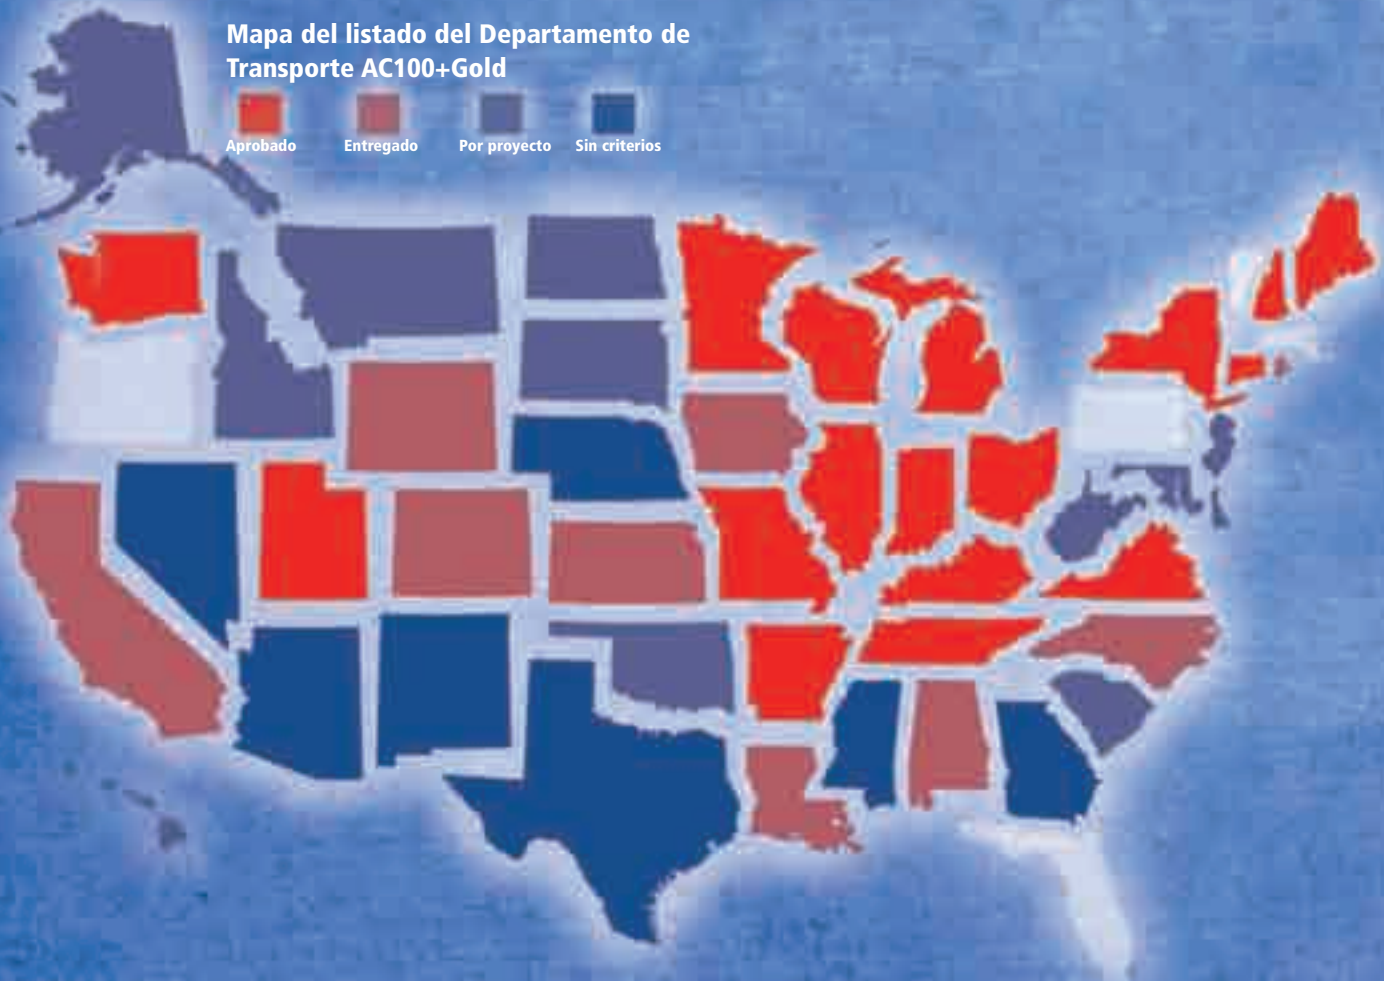 Mapa del listado del Departamento de
Transporte AC100+Gold
Aprobado Entregado Por proyecto Sin criterios